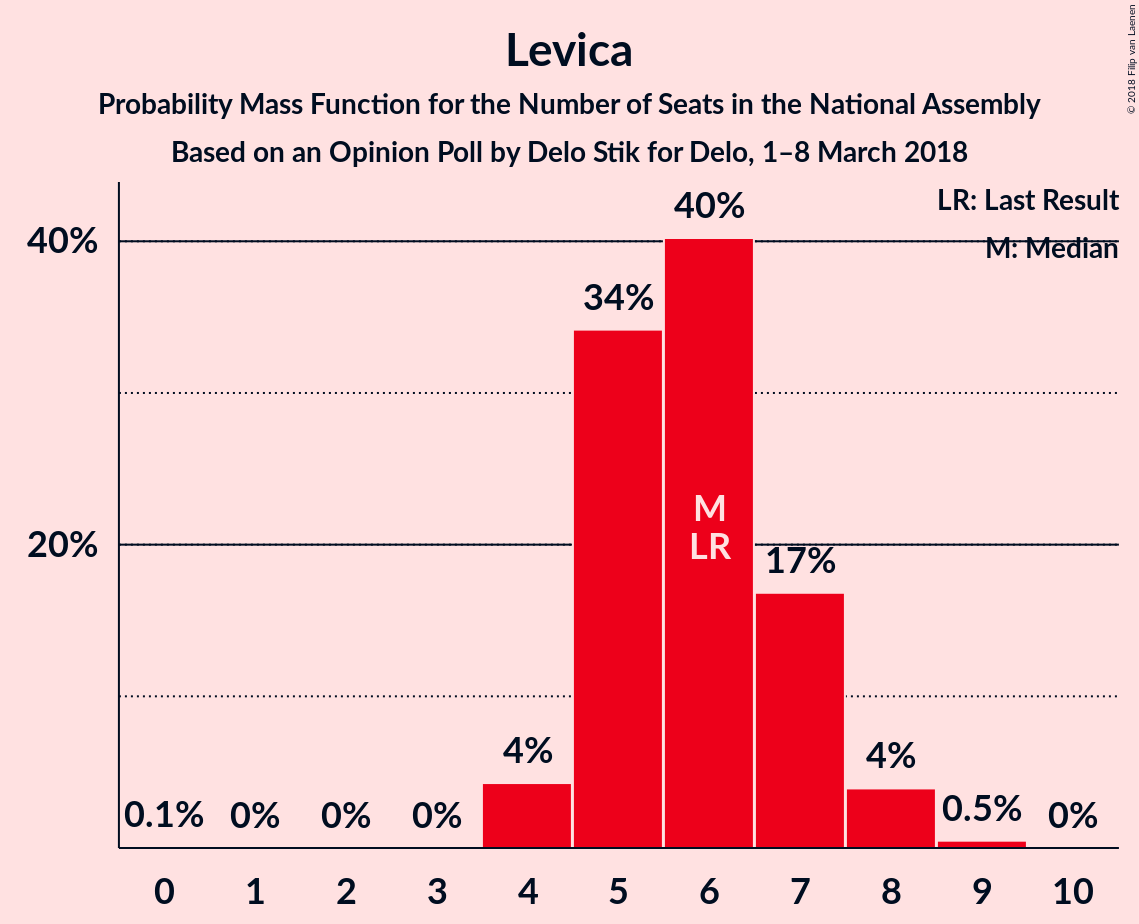 Levica
Probability Mass Function for the Number of Seats in the National Assembly
Based on an Opinion Poll by Delo Stik for Delo, 1–8 March 2018
© 2018 Filip van Laenen
LR: Last Result
M: Median
40%
20%
0.1%
0%
0%
0%
4%
34%
40%
17%
4%
0.5%
0%
M
LR
0 1 2 3 4 5 6 7 8 9 10